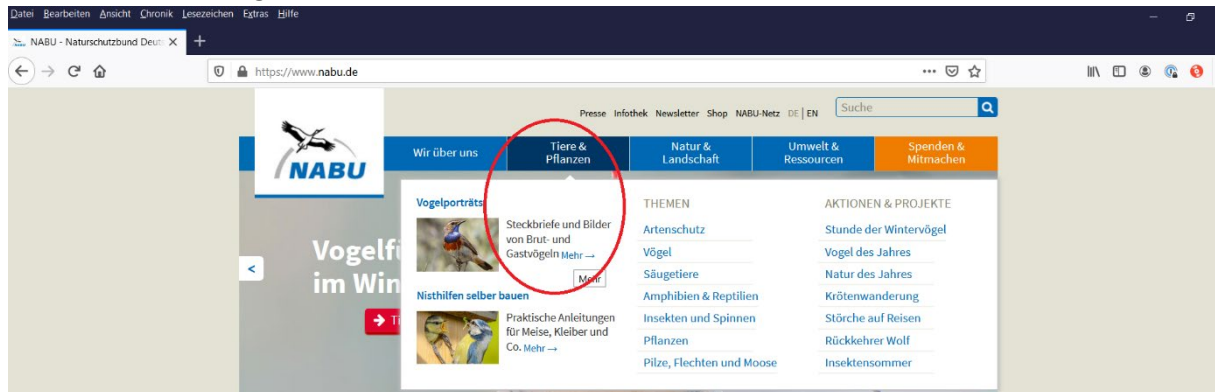 Datei Bearbeiten Ansicht Chronik Lesezeichen Extras Hilfe
NABU - Naturschutzbund Deut
https://www.nabu.de
Presse Infothek Newsletter Shop NABU-Netz DE | EN Suche
NABU
Wir über uns
Tiere &
Pflanzen
Natur &
Landschaft
Umwelt &
Ressourcen
Spenden &
Mitmachen
Vogelporträts
Steckbriefe und Bilder
von Brut- und
Gastvögeln Mehr →
Mehr
Nisthilfen selber bauen
Praktische Anleitungen
für Meise, Kleiber und
Co. Mehr →
THEMEN
Artenschutz
Vögel
Säugetiere
Amphibien & Reptilien
Insekten und Spinnen
Pflanzen
Pilze, Flechten und Moose
AKTIONEN & PROJEKTE
Stunde der Wintervögel
Vogel des Jahres
Natur des Jahres
Krötenwanderung
Störche auf Reisen
Rückkehrer Wolf
Insektensommer
im